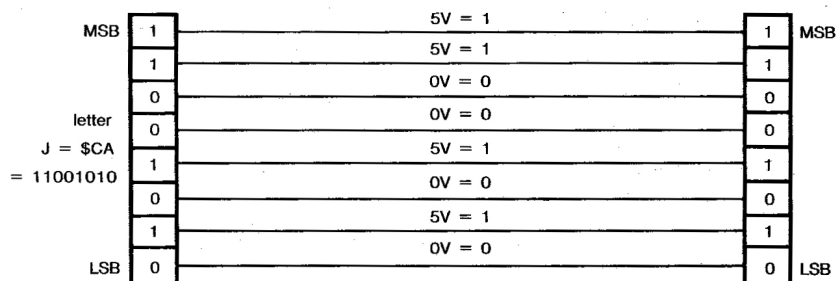 5V = 1
MSB 1 1 MSB
5V = 1
1 1
0V = 0
0 0
0V = 0
letter 0 0
J = $CA 5V = 1
1 1
= 11001010 0V = 0
0 0
5V = 1
1 1
0V = 0
LSB 0 0 LSB